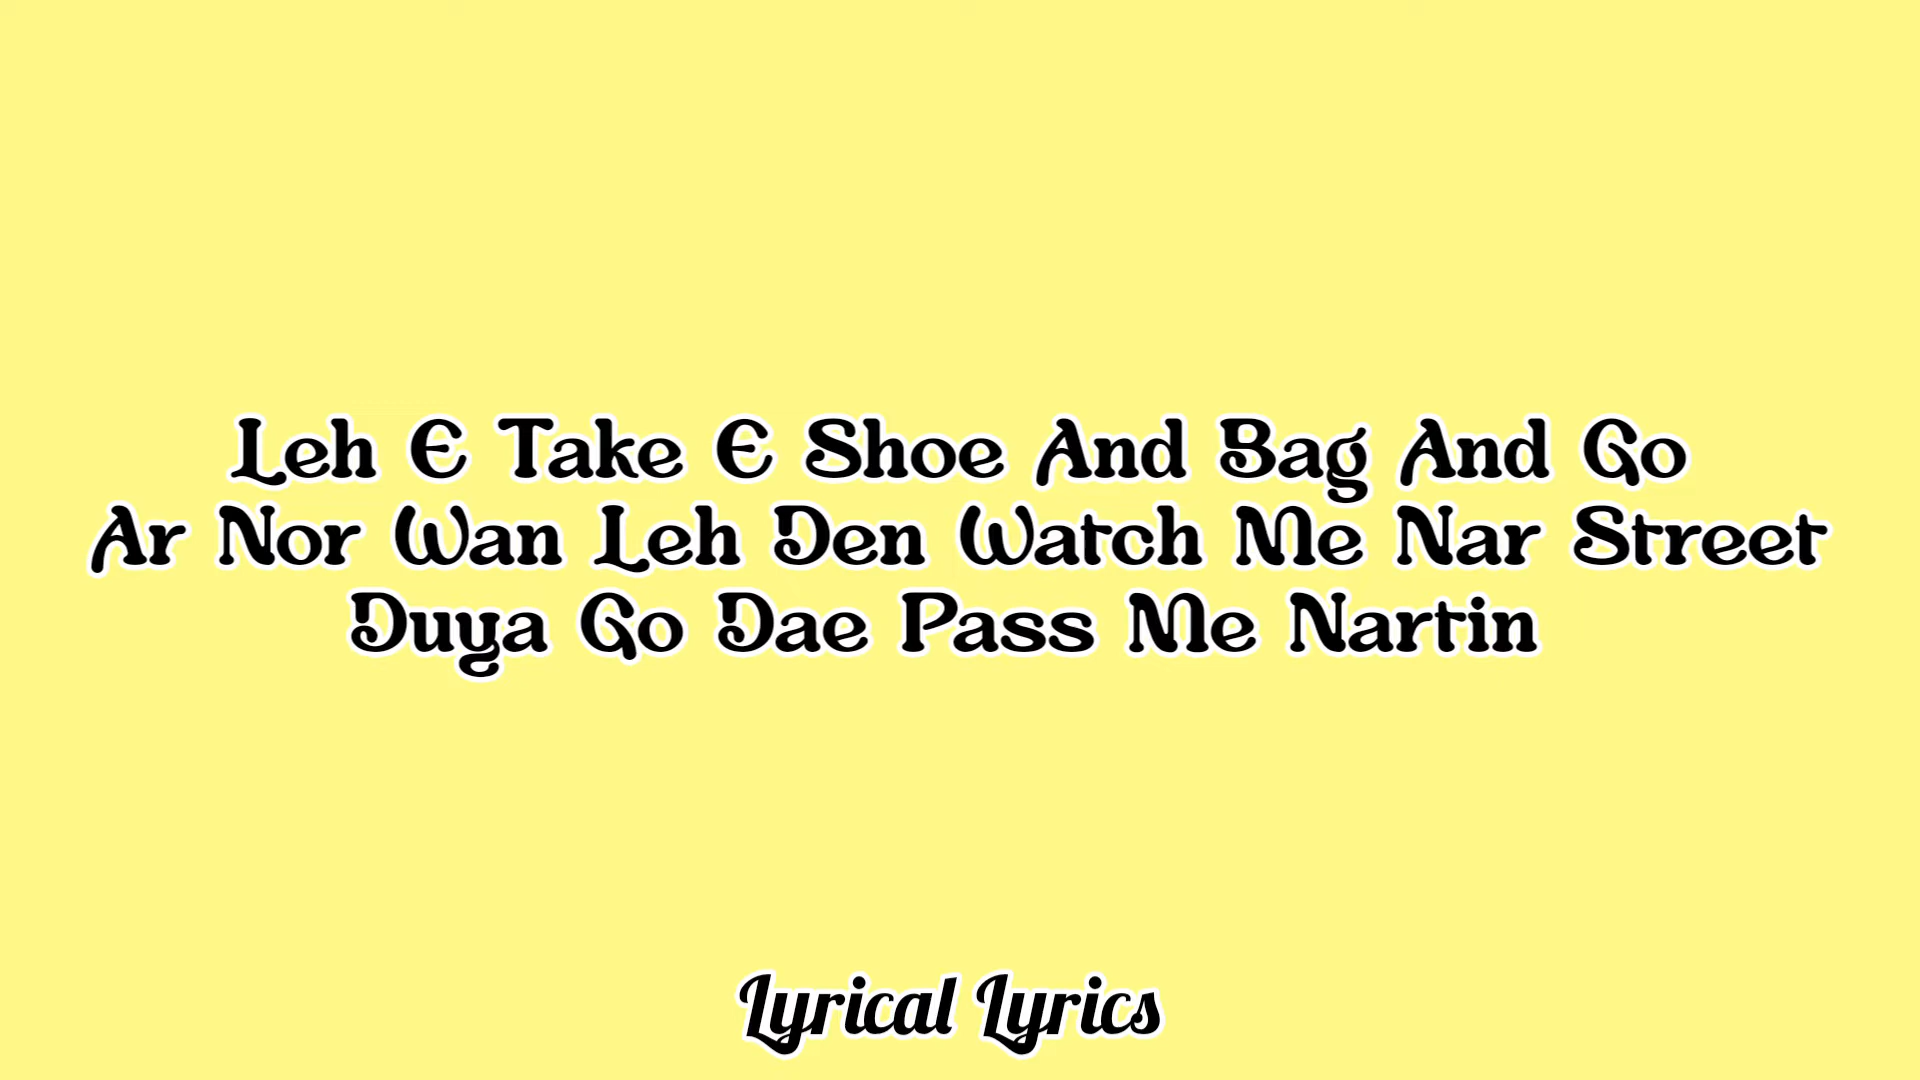 Leh E Take E Shoe And Bag And Go
Ar Nor Wan Leh Den Watch Me Nar Street
Duya Go Dae Pass Me Nartin
Lyrical Lyrics